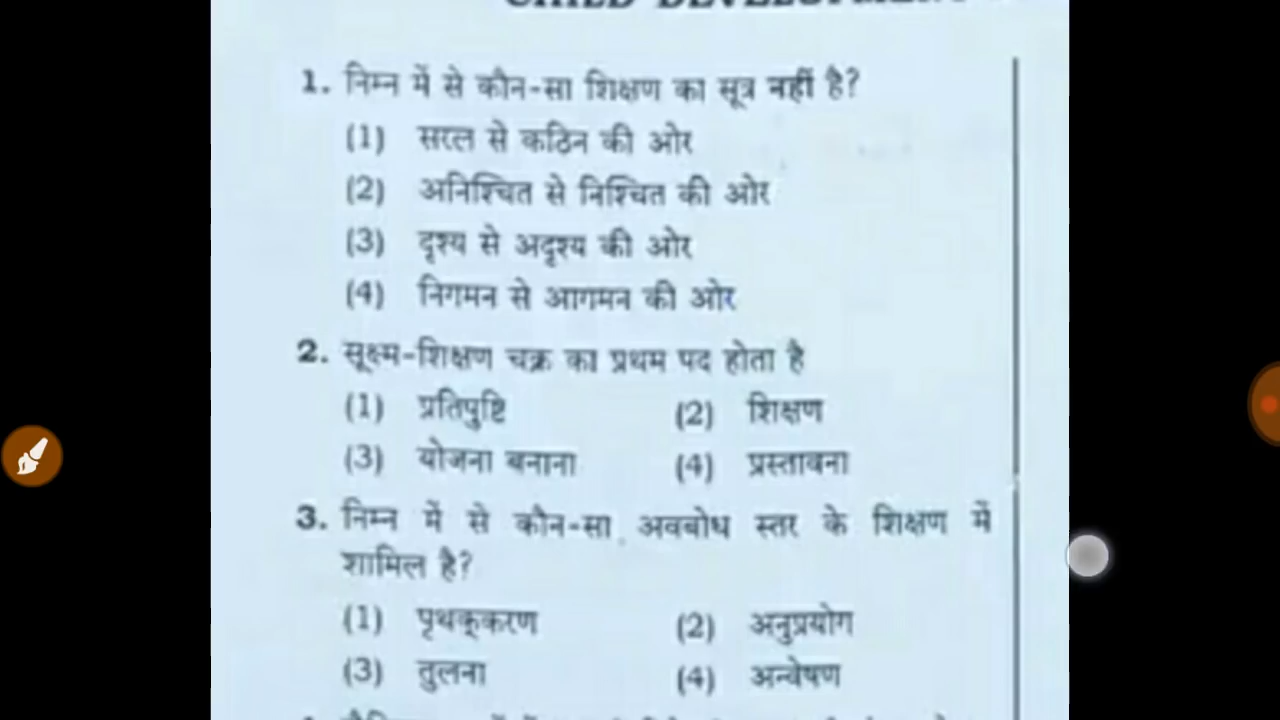 CHILD DEVELOPMENT
1. निम्न में से कौन-सा शिक्षण का सूत्र नहीं है?
(1) सरल से कठिन की ओर
(2) अनिश्चित से निश्चित की ओर
(3) दृश्य से अदृश्य की ओर
(4) निगमन से आगमन की ओर
2. सूक्ष्म-शिक्षण चक्र का प्रथम पद होता है
(1) प्रतिपुष्टि (2) शिक्षण
(3) योजना बनाना (4) प्रस्तावना
3. निम्न में से कौन-सा अवबोध स्तर के शिक्षण में
शामिल है?
(1) पृथक्‌करण (2) अनुप्रयोग
(3) तुलना (4) अन्वेषण